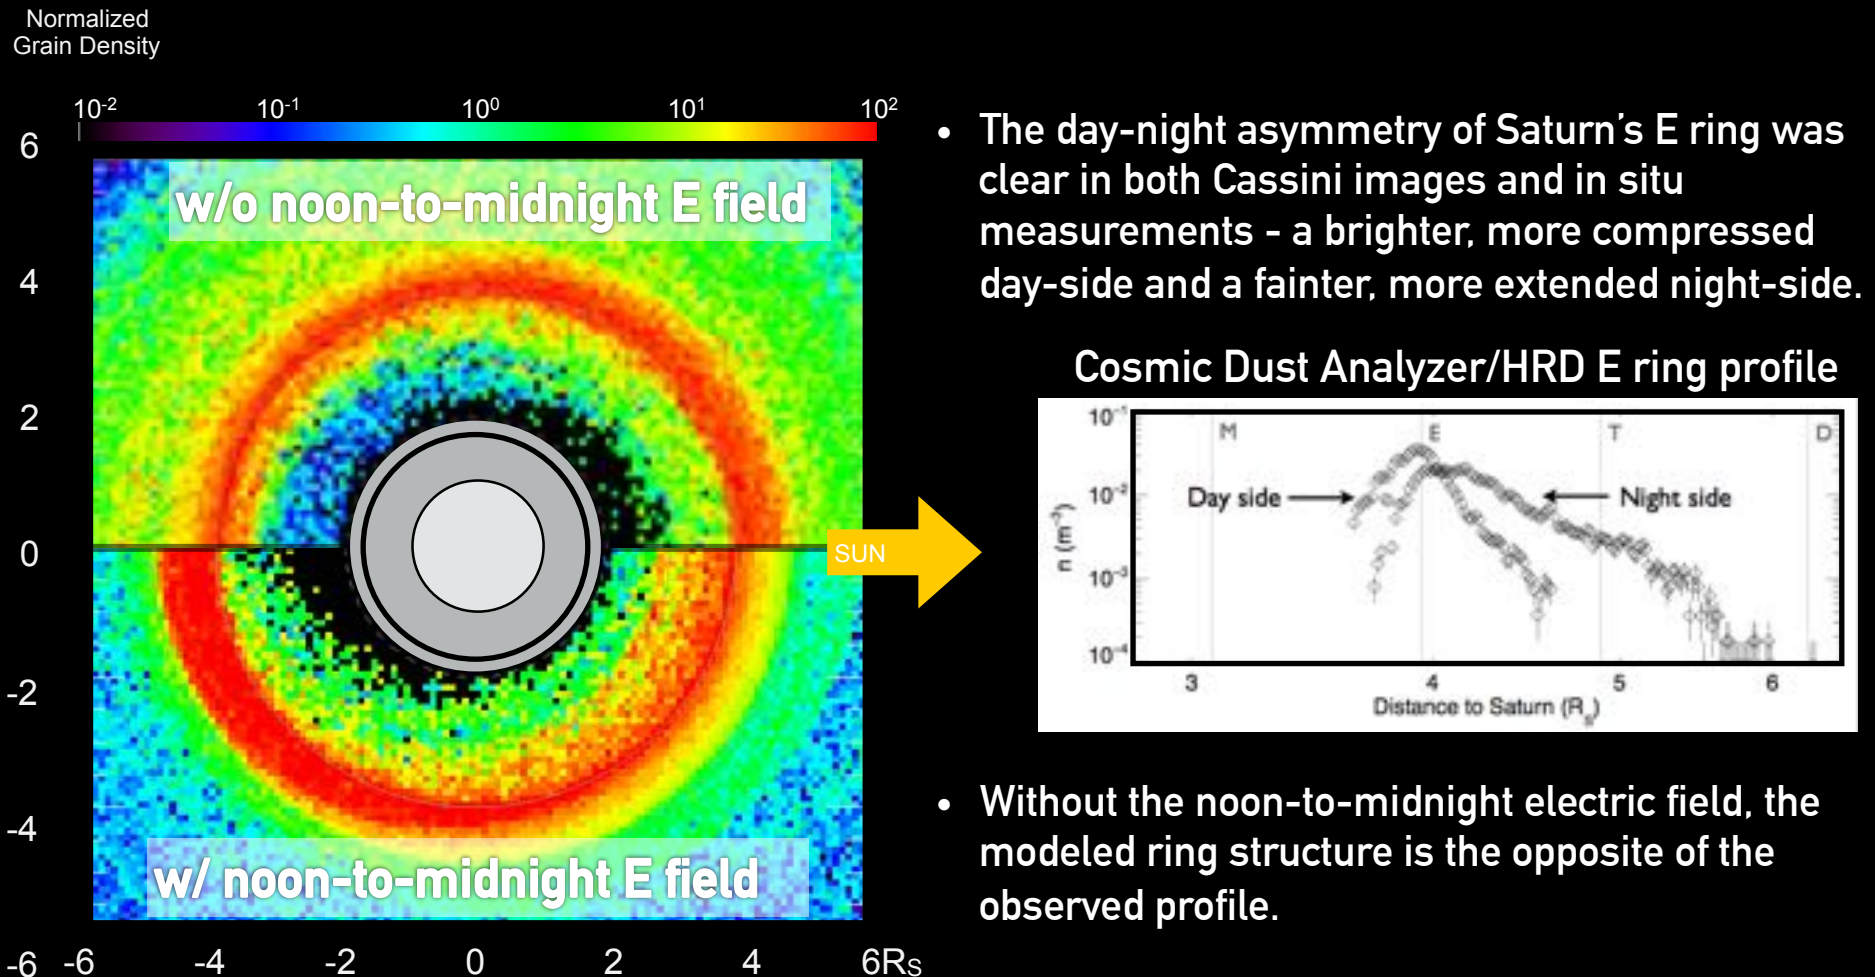 Normalized
Grain Density
10-2 10-1 100 101 102
6
4
2
0
-2
-4
-6
w/o noon-to-midnight E field
SUN
w/ noon-to-midnight E field
-6 -4 -2 0 2 4 6RS
• The day-night asymmetry of Saturn’s E ring was
clear in both Cassini images and in situ
measurements - a brighter, more compressed
day-side and a fainter, more extended night-side.
Cosmic Dust Analyzer/HRD E ring profile
10-1
10-2
10-3
10-4
n (m-3)
M E T D
Day side
Night side
3 4 5 6
Distance to Saturn (Rs)
• Without the noon-to-midnight electric field, the
modeled ring structure is the opposite of the
observed profile.